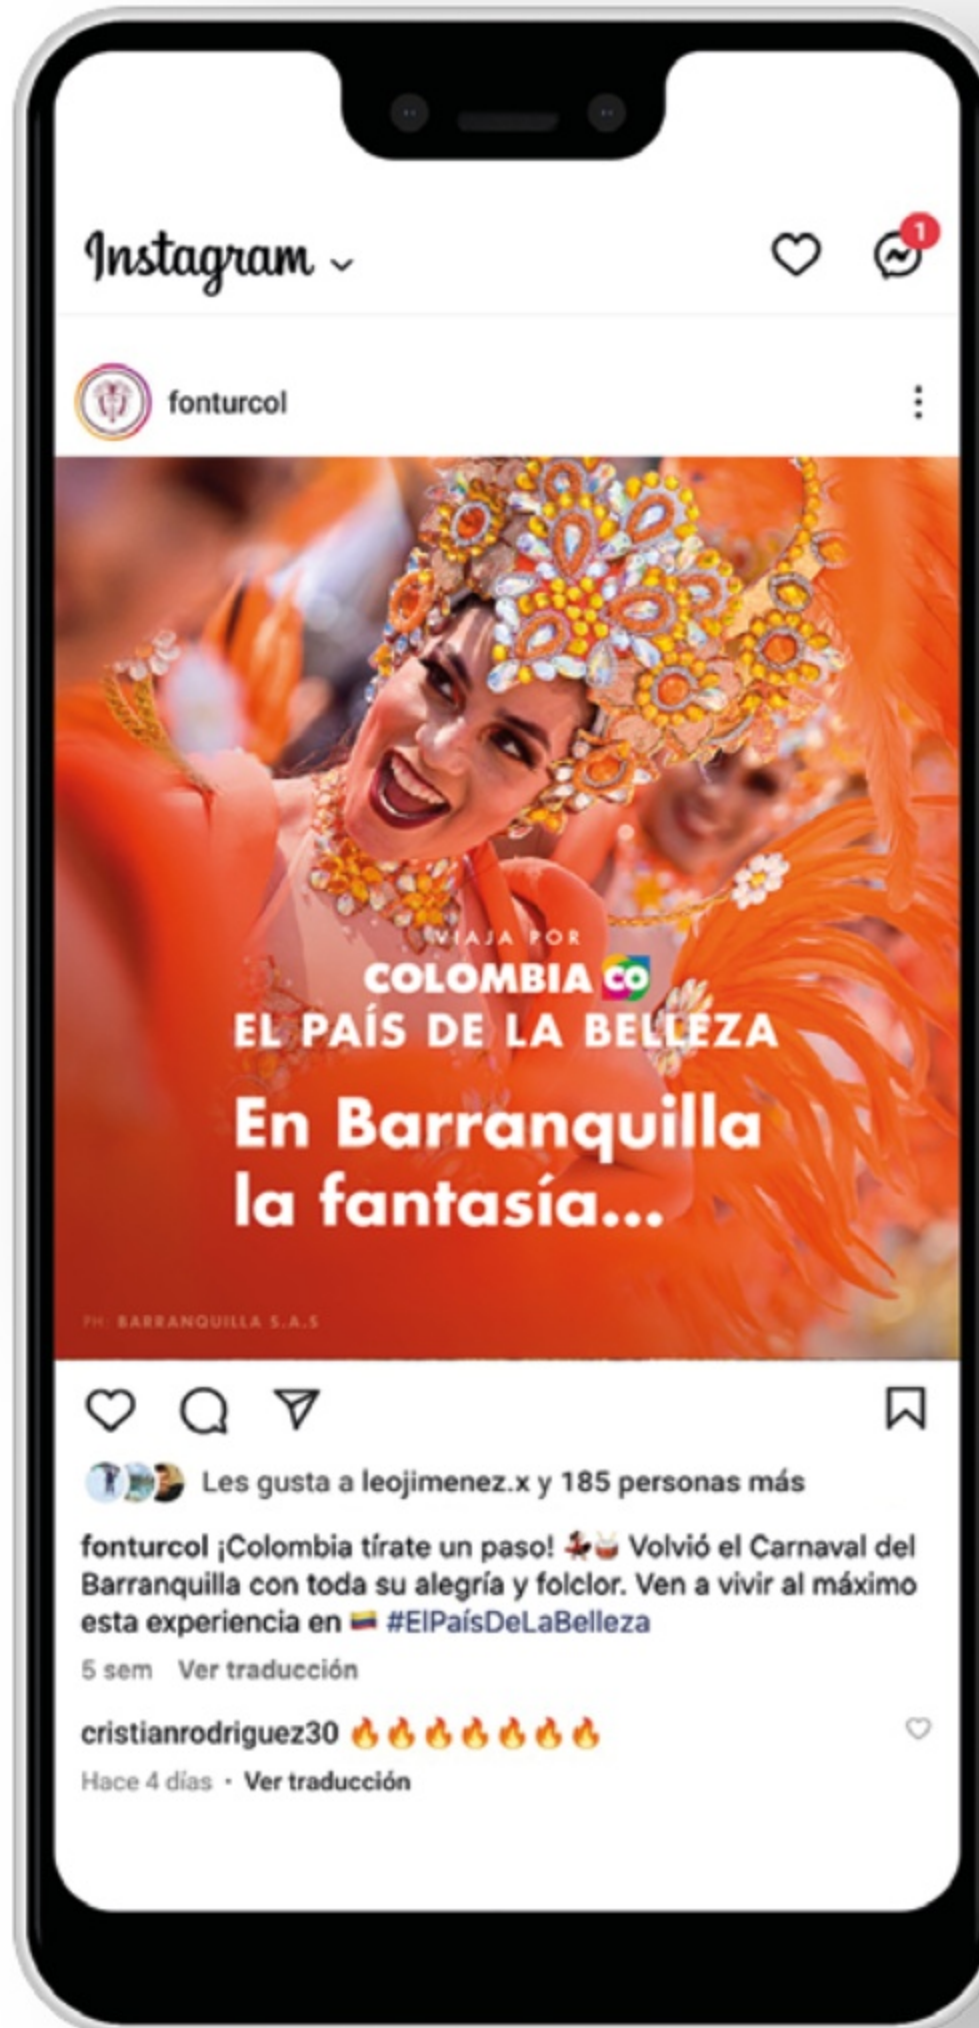 Instagram
1
fonturcol
VIAJA POR
COLOMBIA CO
EL PAÍS DE LA BELLEZA
En Barranquilla
la fantasía...
PH: BARRANQUILLA S.A.S
Les gusta a leojimenez.x y 185 personas más
fonturcol ¡Colombia tírate un paso! 💃🥁 Volvió el Carnaval del
Barranquilla con toda su alegría y folclor. Ven a vivir al máximo
esta experiencia en 🇨🇴 #ElPaísDeLaBelleza
5 sem Ver traducción
cristianrodriguez30 🔥🔥🔥🔥🔥🔥🔥
Hace 4 días · Ver traducción